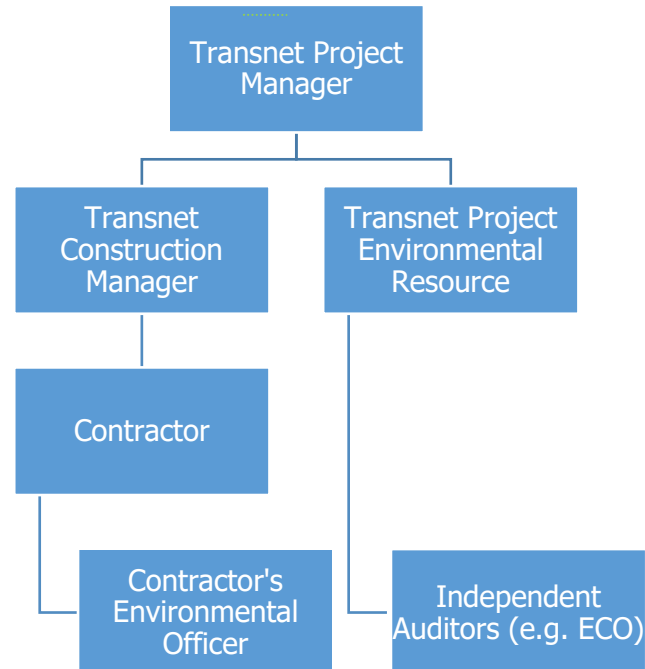 Transnet Project
Manager
Transnet
Construction
Manager
Transnet Project
Environmental
Resource
Contractor
Contractor's
Environmental
Officer
Independent
Auditors (e.g. ECO)